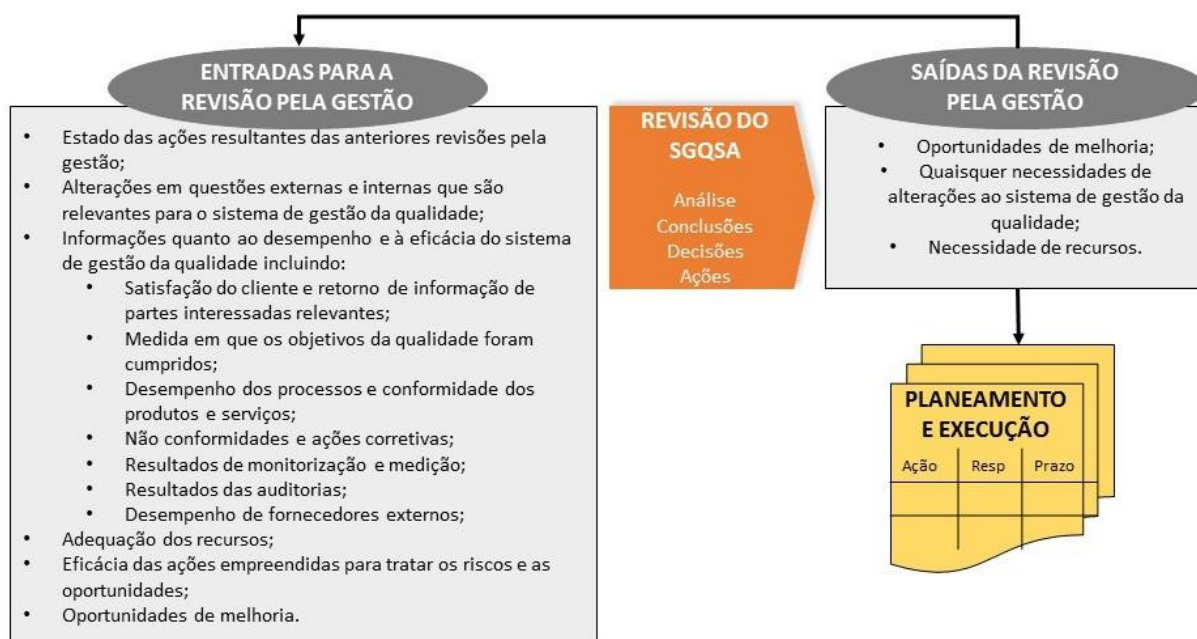 ENTRADAS PARA A
REVISÃO PELA GESTÃO
• Estado das ações resultantes das anteriores revisões pela
gestão;
• Alterações em questões externas e internas que são
relevantes para o sistema de gestão da qualidade;
• Informações quanto ao desempenho e à eficácia do sistema
de gestão da qualidade incluindo:
• Satisfação do cliente e retorno de informação de
partes interessadas relevantes;
• Medida em que os objetivos da qualidade foram
cumpridos;
• Desempenho dos processos e conformidade dos
produtos e serviços;
• Não conformidades e ações corretivas;
• Resultados de monitorização e medição;
• Resultados das auditorias;
• Desempenho de fornecedores externos;
• Adequação dos recursos;
• Eficácia das ações empreendidas para tratar os riscos e as
oportunidades;
• Oportunidades de melhoria.
REVISÃO DO
SGQSA
Análise
Conclusões
Decisões
Ações
SAÍDAS DA REVISÃO
PELA GESTÃO
• Oportunidades de melhoria;
• Quaisquer necessidades de
alterações ao sistema de gestão da
qualidade;
• Necessidade de recursos.
PLANEAMENTO
E EXECUÇÃO
Ação Resp Prazo